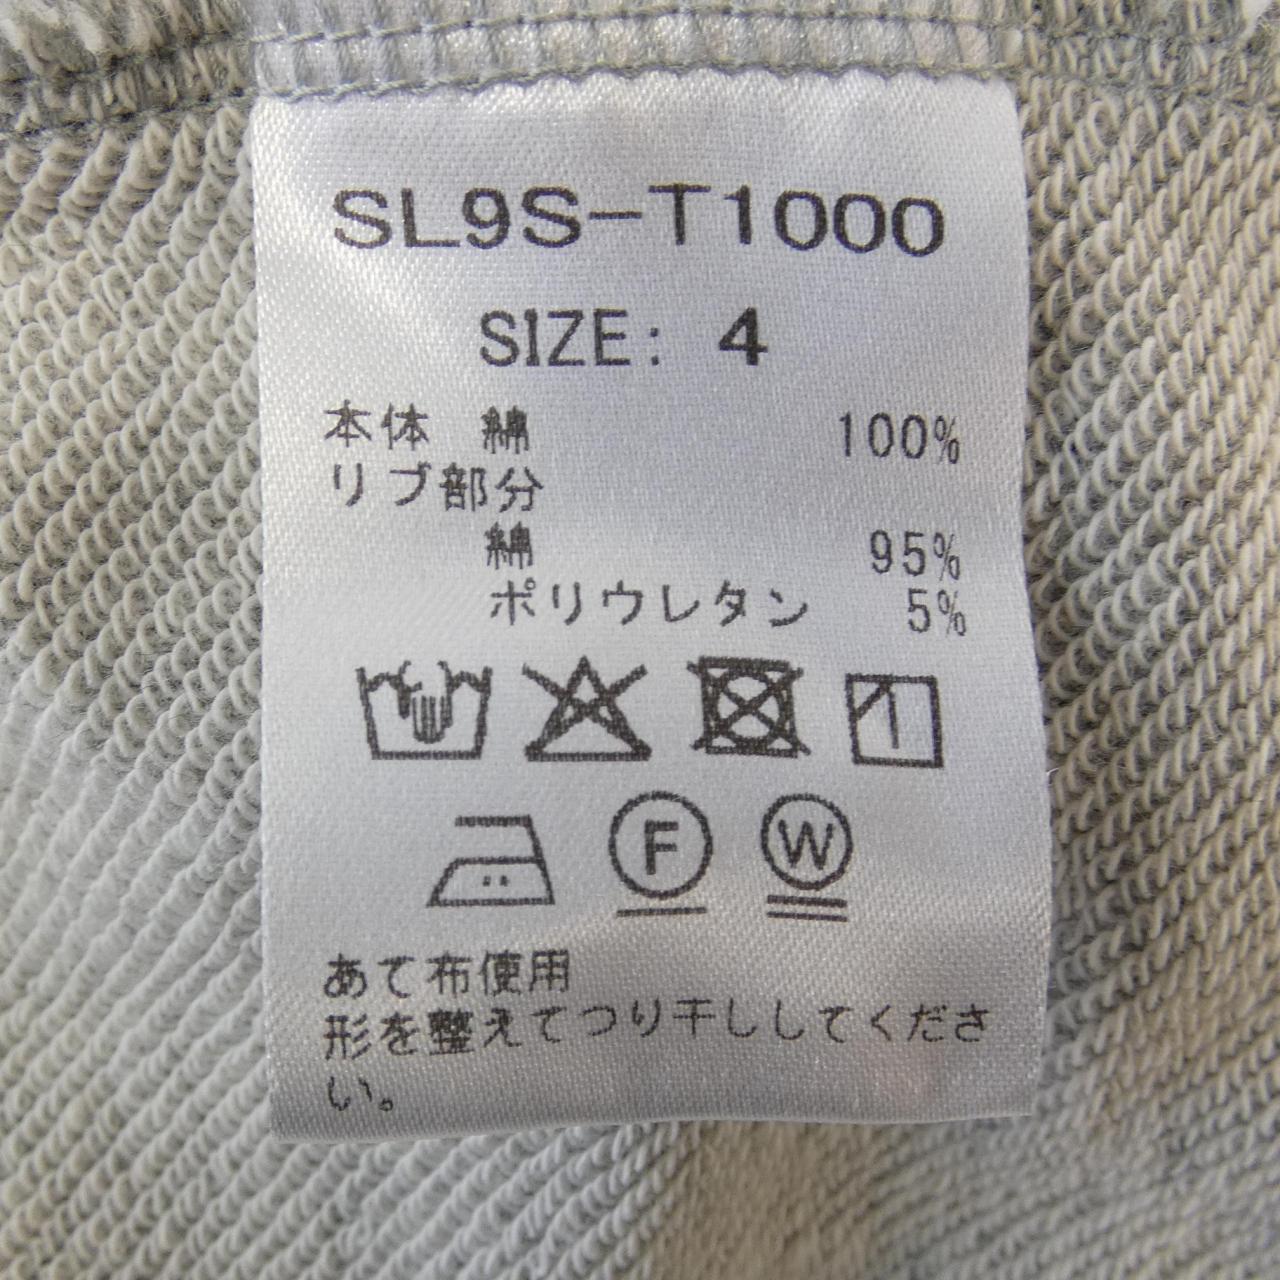 SL9S-T1000
SIZE: 4
本体 綿 100%
リブ部分
綿 95%
ポリウレタン 5%
F W
あて布使用
形を整えてつり干ししてくださ
い。